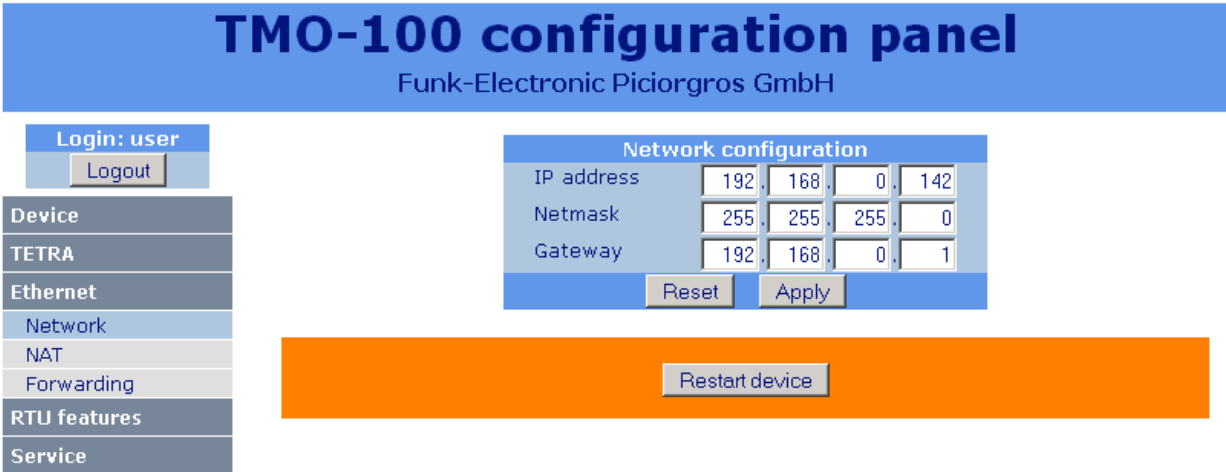 TMO-100 configuration panel
Funk-Electronic Piciorgros GmbH
Login: user
Logout
Device
TETRA
Ethernet
Network
NAT
Forwarding
RTU features
Service
Network configuration
IP address 192. 168. 0. 142
Netmask 255. 255. 255. 0
Gateway 192. 168. 0. 1
Reset Apply
Restart device